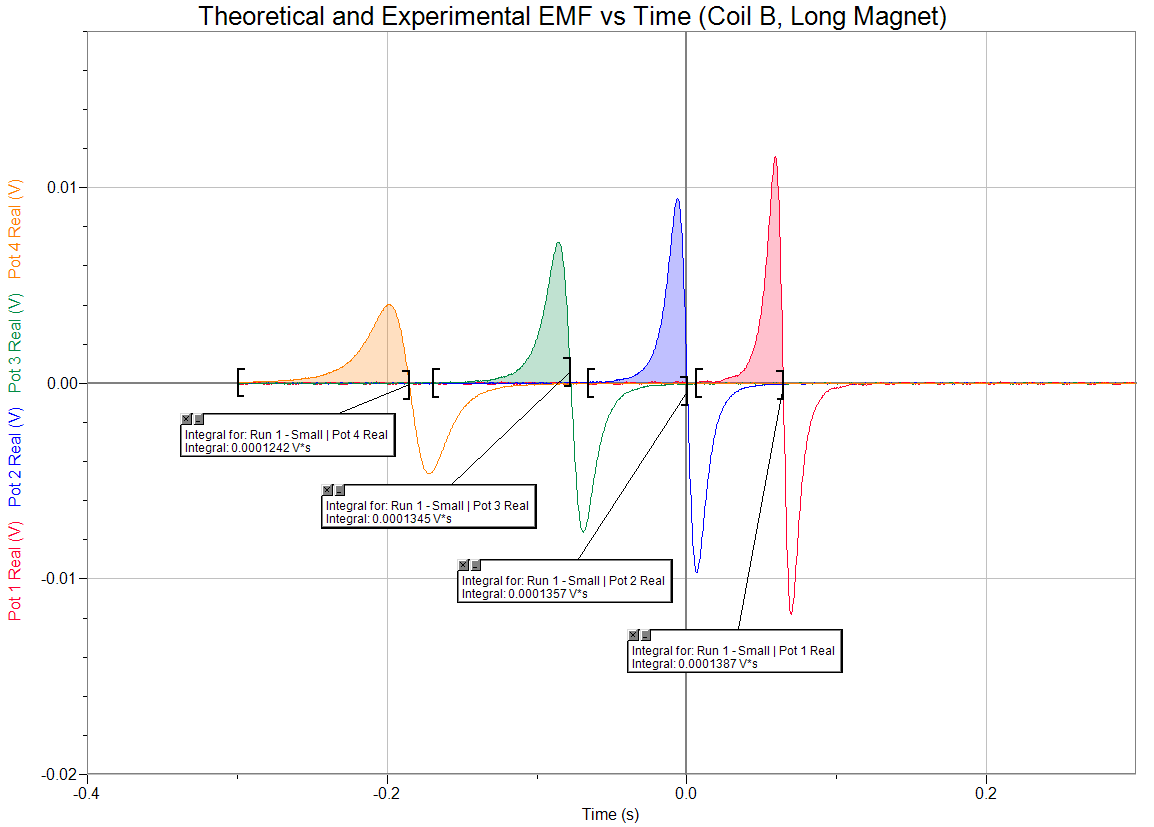 Theoretical and Experimental EMF vs Time (Coil B, Long Magnet)
Pot 4 Real (V)
Pot 3 Real (V)
Pot 2 Real (V)
Pot 1 Real (V)
0.01
0.00
-0.01
-0.02
Integral for: Run 1 - Small | Pot 4 Real
Integral: 0.0001242 V*s
Integral for: Run 1 - Small | Pot 3 Real
Integral: 0.0001345 V*s
Integral for: Run 1 - Small | Pot 2 Real
Integral: 0.0001357 V*s
Integral for: Run 1 - Small | Pot 1 Real
Integral: 0.0001387 V*s
-0.4
-0.2
0.0
0.2
Time (s)